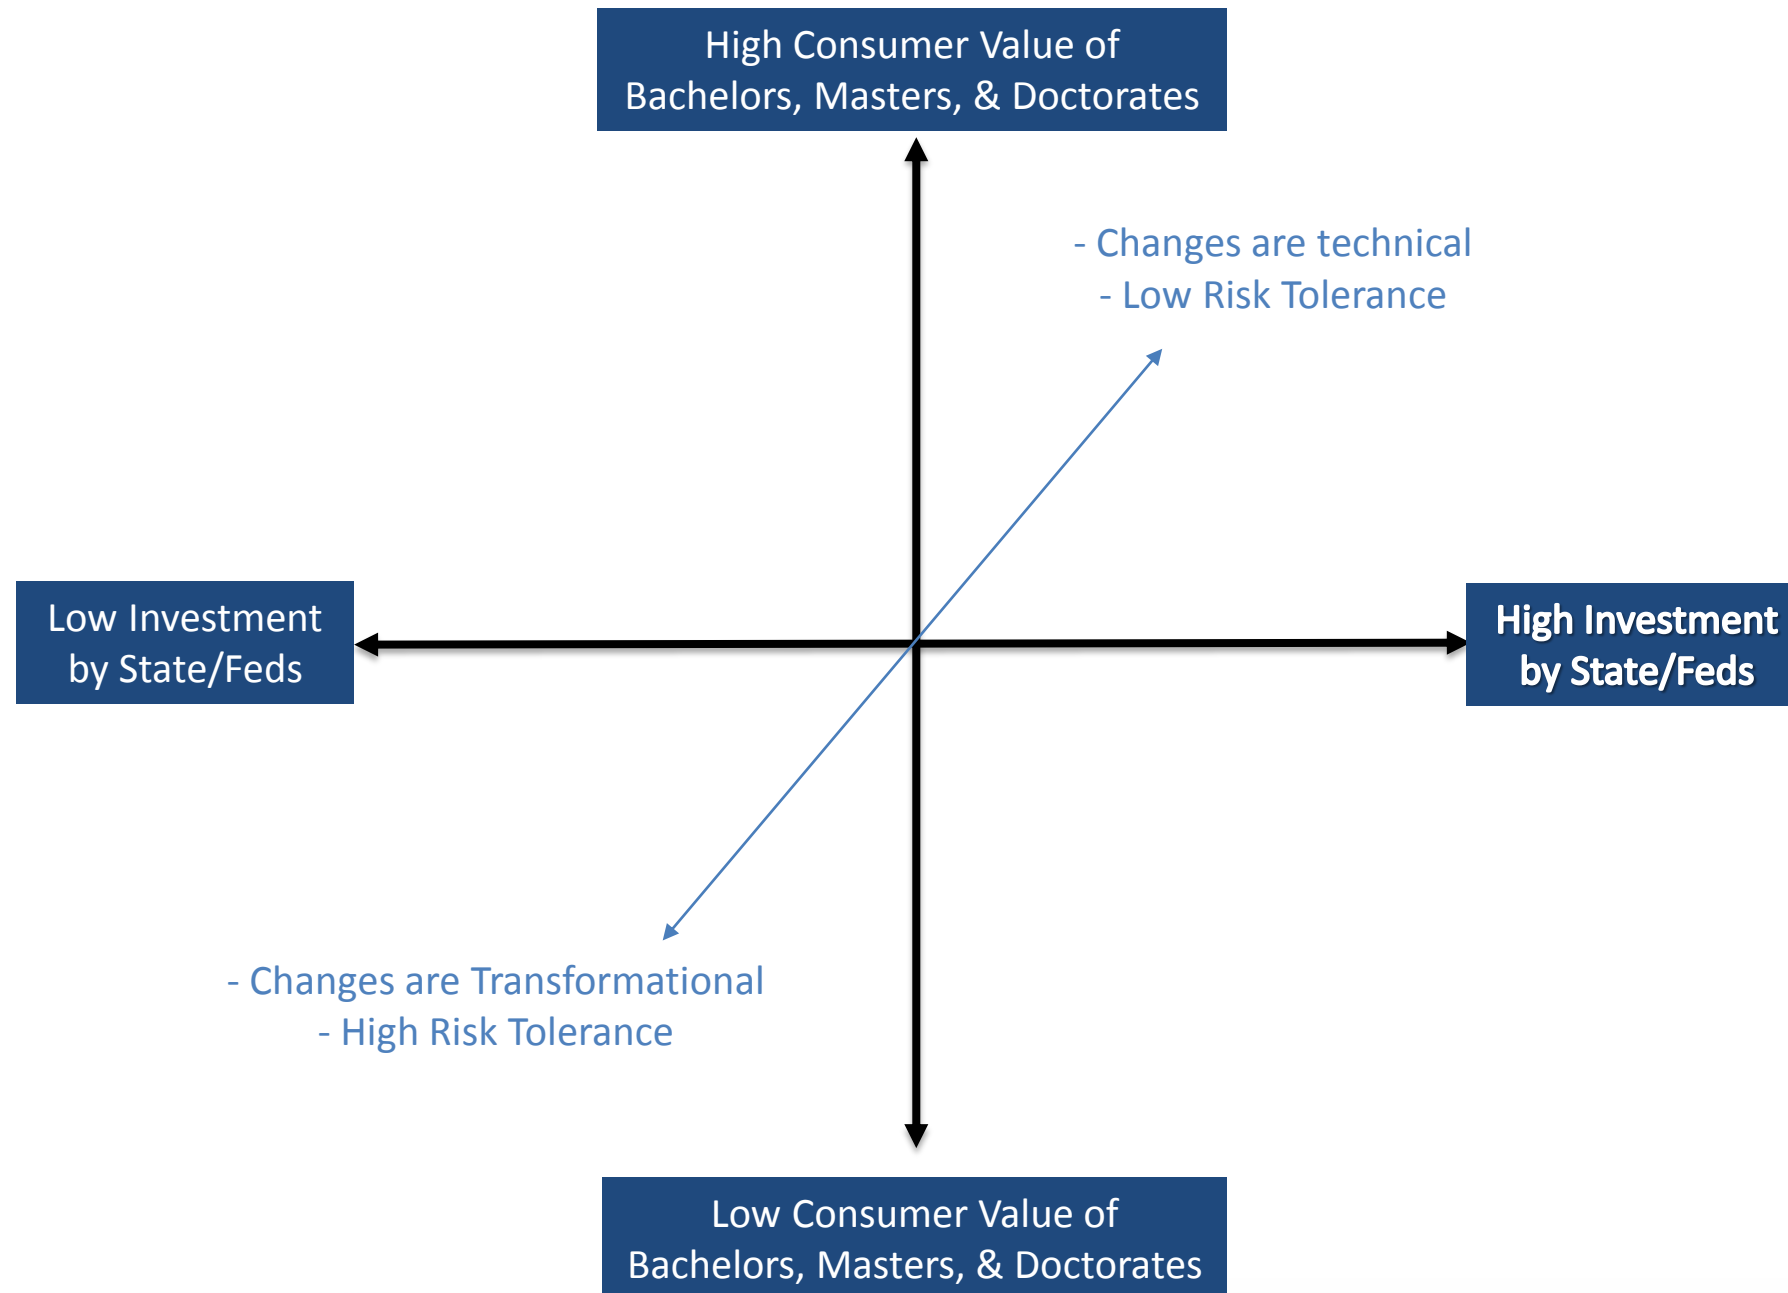 High Consumer Value of
Bachelors, Masters, & Doctorates
- Changes are technical
- Low Risk Tolerance
Low Investment
by State/Feds
High Investment
by State/Feds
- Changes are Transformational
- High Risk Tolerance
Low Consumer Value of
Bachelors, Masters, & Doctorates